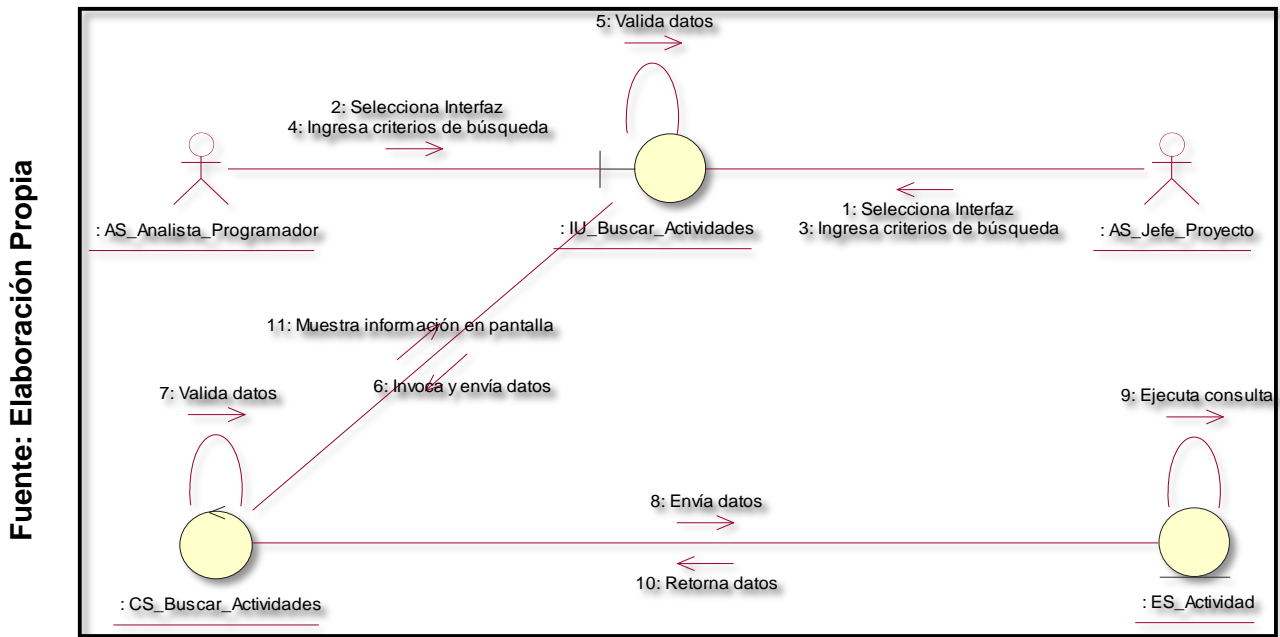 Fuente: Elaboración Propia
5: Valida datos
2: Selecciona Interfaz
4: Ingresa criterios de búsqueda
: AS_Analista_Programador
: IU_Buscar_Actividades
1: Selecciona Interfaz
3: Ingresa criterios de búsqueda
: AS_Jefe_Proyecto
11: Muestra información en pantalla
6: Invoca y envía datos
7: Valida datos
9: Ejecuta consulta
8: Envía datos
10: Retorna datos
: CS_Buscar_Actividades
: ES_Actividad